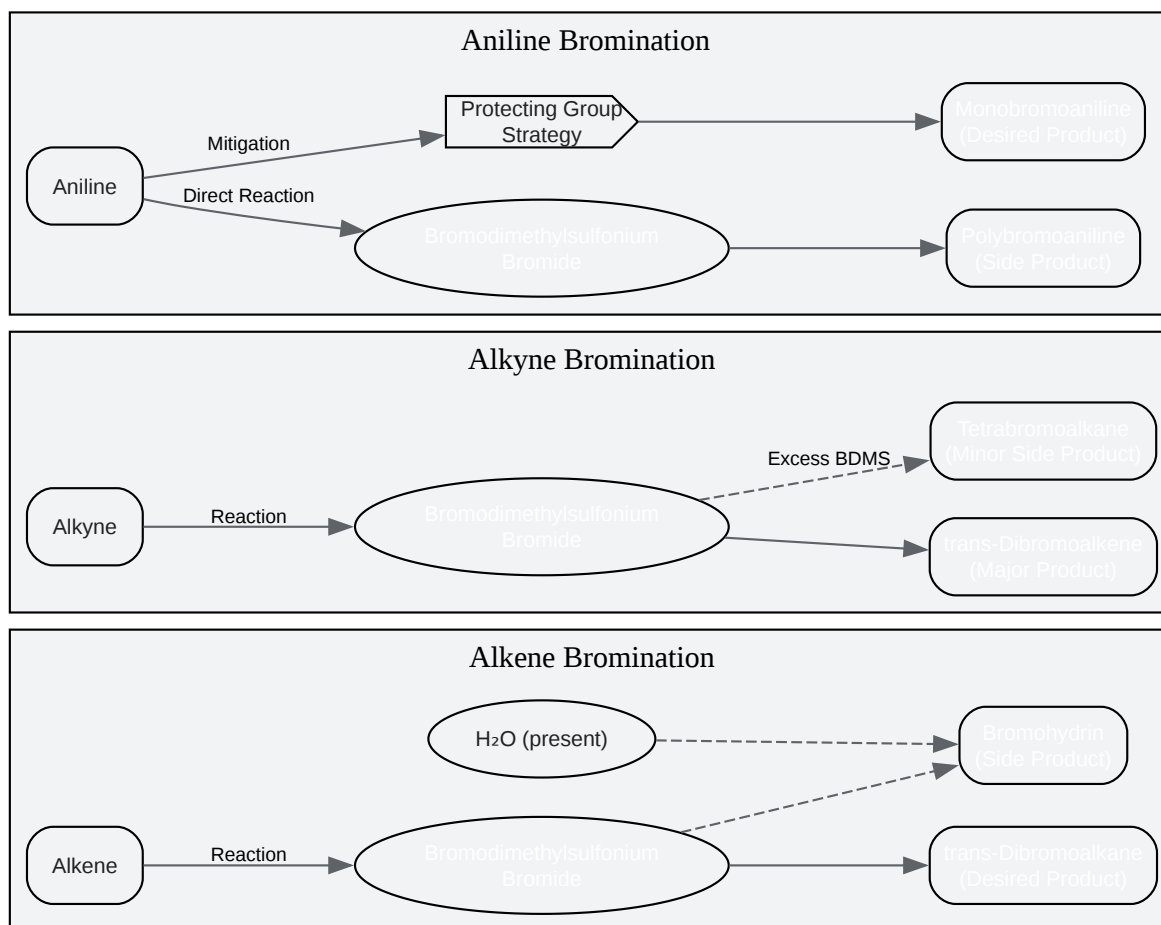 Aniline Bromination
Protecting Group
Strategy
Monobromoaniline
(Desired Product)
Mitigation
Aniline
Direct Reaction
Bromodimethylsulfonium
Bromide
Polybromoaniline
(Side Product)
Alkyne Bromination
Tetrabromoalkane
(Minor Side Product)
Excess BDMS
Alkyne
Reaction
Bromodimethylsulfonium
Bromide
trans-Dibromoalkene
(Major Product)
Alkene Bromination
H₂O (present)
Bromohydrin
(Side Product)
Alkene
Reaction
Bromodimethylsulfonium
Bromide
trans-Dibromoalkane
(Desired Product)